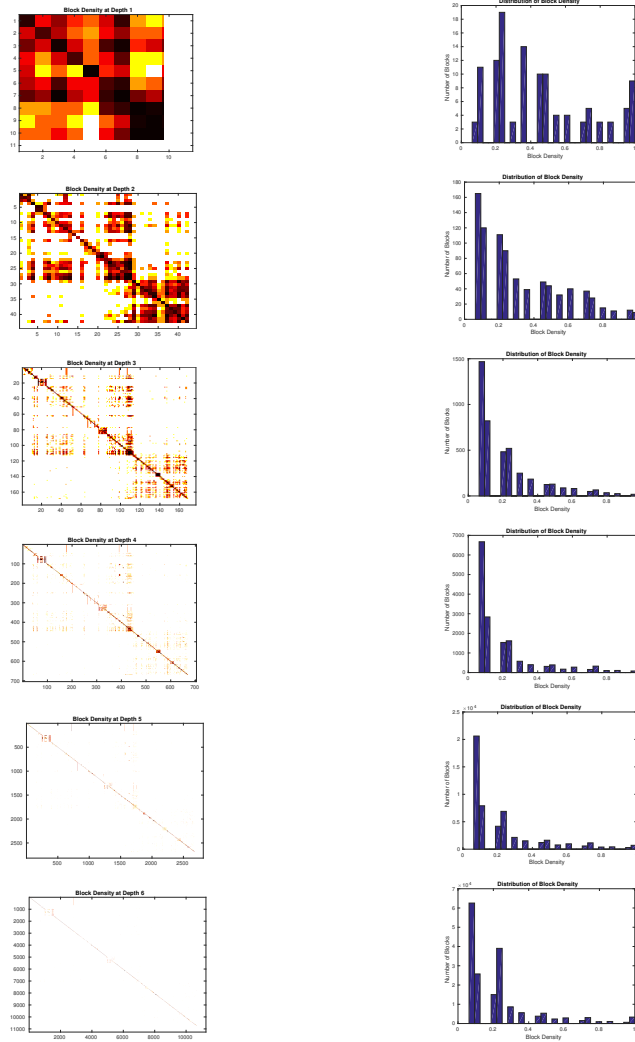 Block Density at Depth 1
1
2
3
4
5
6
7
8
9
10
11
2 4 6 8 10
Distribution of Block Density
Number of Blocks
20
18
16
14
12
10
8
6
4
2
0
0 0.2 0.4 0.6 0.8 1
Block Density
Block Density at Depth 2
5
10
15
20
25
30
35
40
5 10 15 20 25 30 35 40
Distribution of Block Density
Number of Blocks
180
160
140
120
100
80
60
40
20
0
0 0.2 0.4 0.6 0.8
Block Density
Block Density at Depth 3
20
40
60
80
100
120
140
160
20 40 60 80 100 120 140 160
Distribution of Block Density
Number of Blocks
1500
1000
500
0
0 0.2 0.4 0.6 0.8 1
Block Density
Block Density at Depth 4
100
200
300
400
500
600
700
100 200 300 400 500 600 700
Distribution of Block Density
Number of Blocks
7000
6000
5000
4000
3000
2000
1000
0
0 0.2 0.4 0.6 0.8 1
Block Density
Block Density at Depth 5
500
1000
1500
2000
2500
500 1000 1500 2000 2500
Distribution of Block Density
Number of Blocks
×10⁴
2.5
2
1.5
1
0.5
0
0 0.2 0.4 0.6 0.8 1
Block Density
Block Density at Depth 6
1000
2000
3000
4000
5000
6000
7000
8000
9000
10000
11000
2000 4000 6000 8000 10000
Distribution of Block Density
Number of Blocks
×10⁴
7
6
5
4
3
2
1
0
0 0.2 0.4 0.6 0.8 1
Block Density